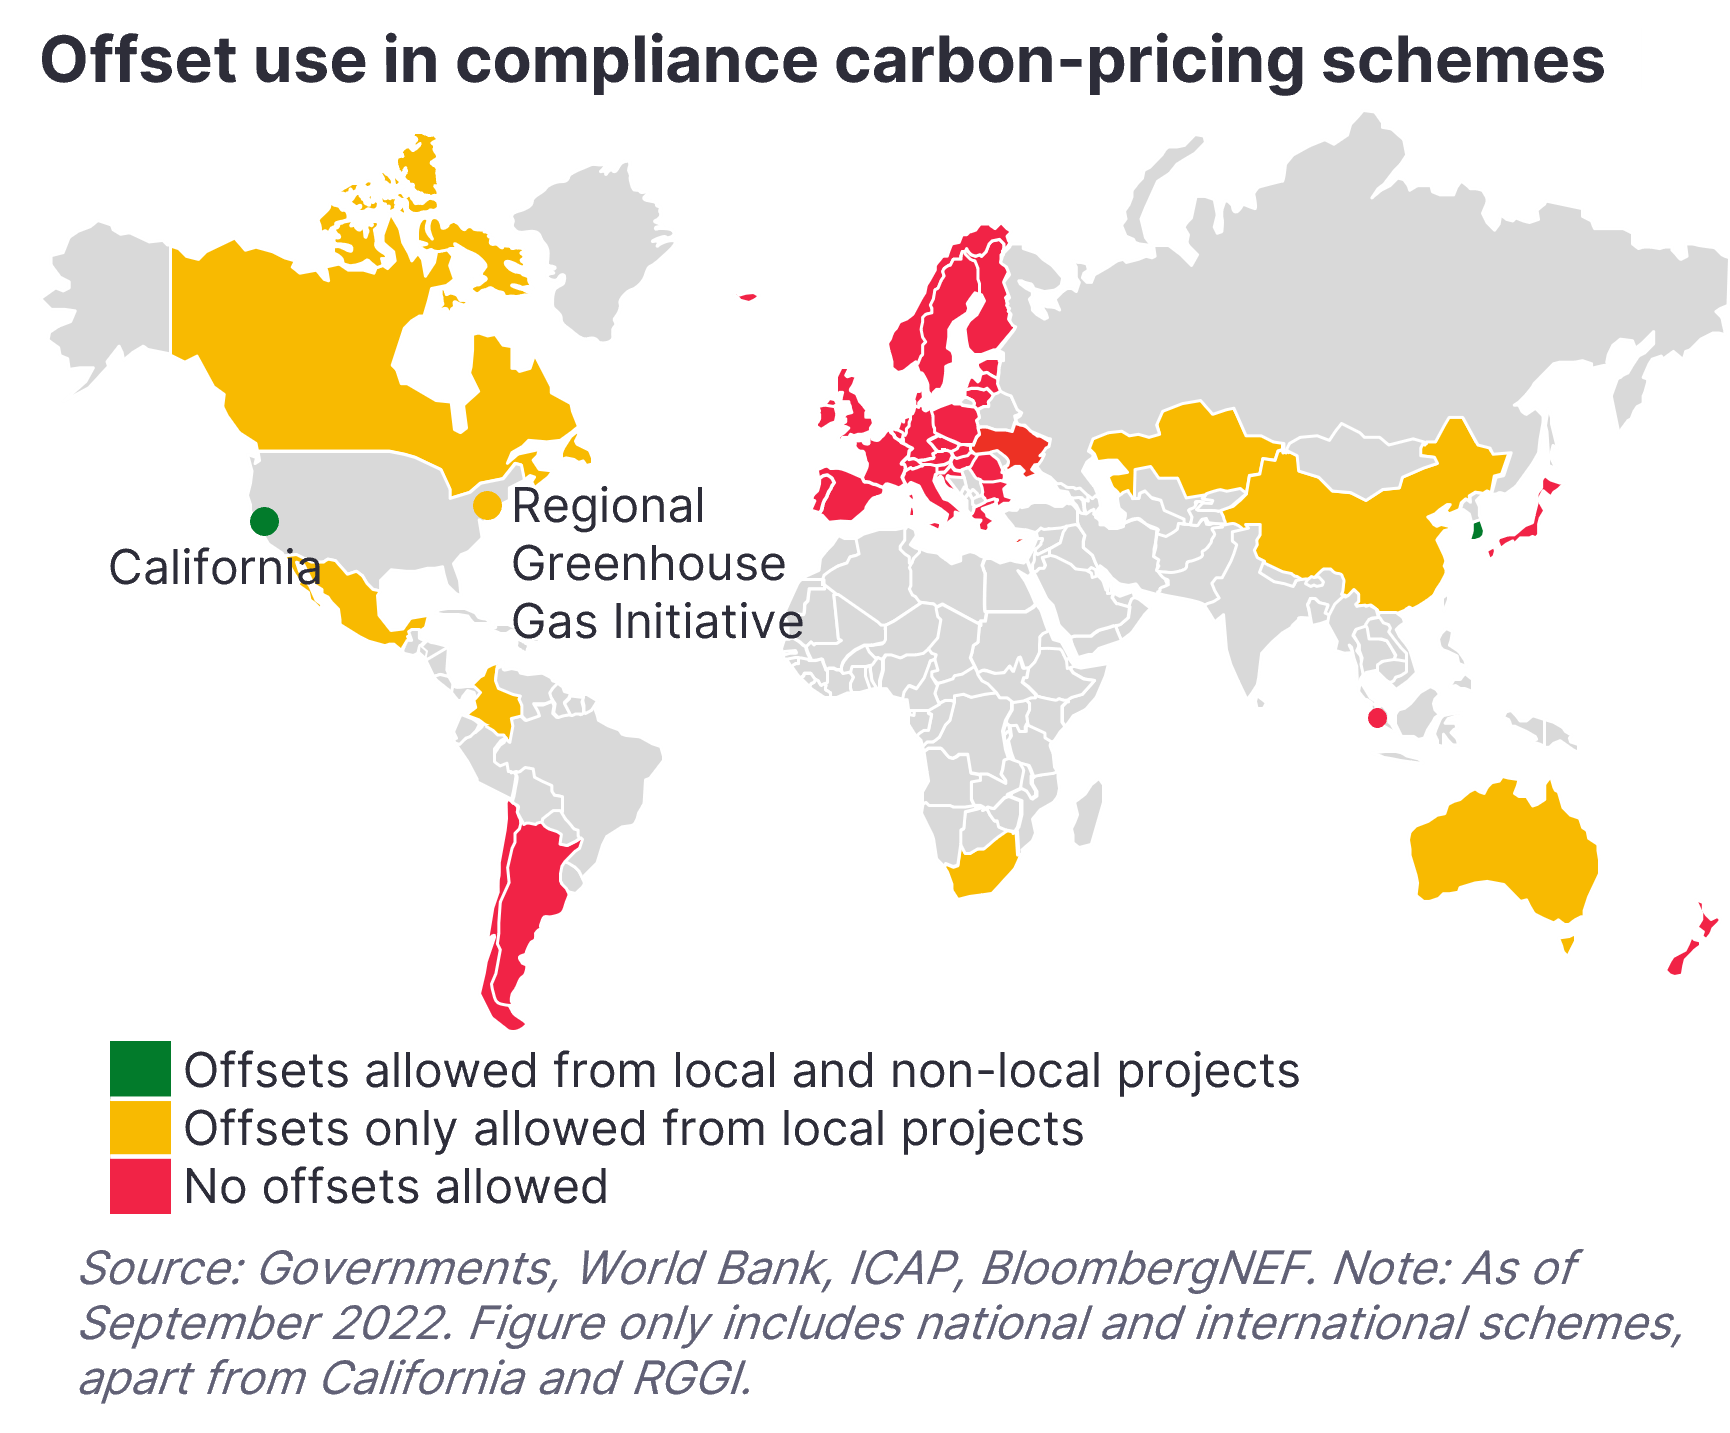 Offset use in compliance carbon-pricing schemes
Regional
Greenhouse
Gas Initiative
California
Offsets allowed from local and non-local projects
Offsets only allowed from local projects
No offsets allowed
Source: Governments, World Bank, ICAP, BloombergNEF. Note: As of
September 2022. Figure only includes national and international schemes,
apart from California and RGGI.